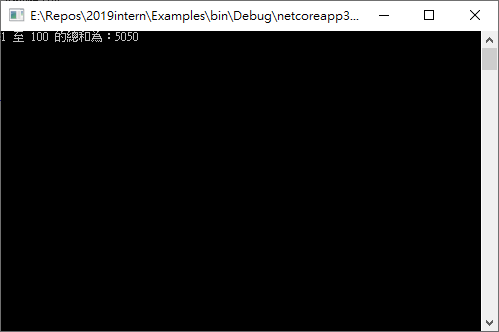 E:\Repos\2019intern\Examples\bin\Debug\netcoreapp3...
1 至 100 的總和為：5050